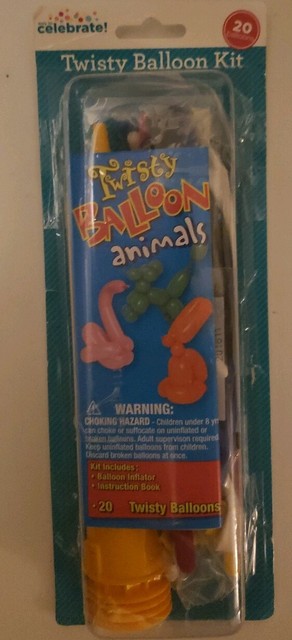 celebrate!
20
Twisty Balloon Kit
Twisty
BALLOON
animals
WARNING:
CHOKING HAZARD - Children under 8 yr
can choke or suffocate on uninflated or
broken balloons. Adult supervision required
Keep uninflated balloons from children.
Discard broken balloons at once.
Kit Includes:
• Balloon Inflator
• Instruction Book
• 20 Twisty Balloons